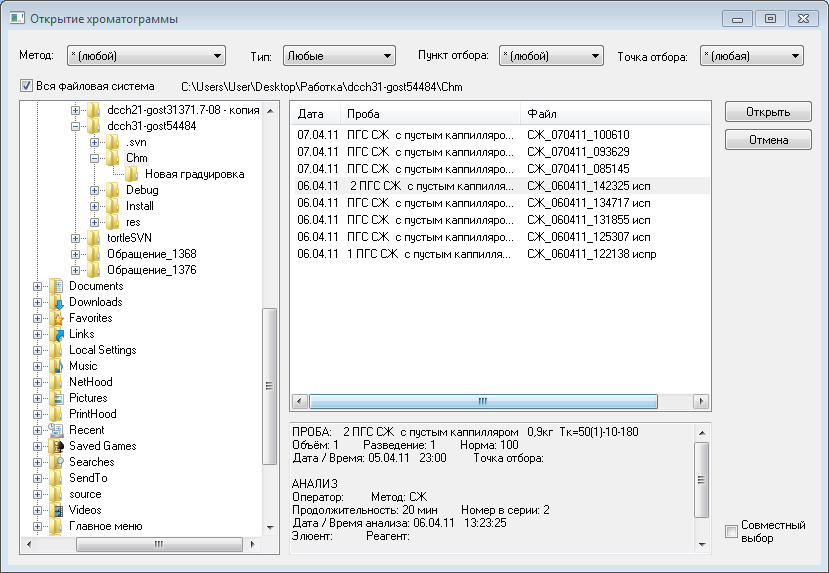 Открытие хроматограммы
Метод: * (любой) Тип: Любые Пункт отбора: * (любой) Точка отбора: * (любая)
Вся файловая система C:\Users\User\Desktop\Работка\dcch31-gost54484\Chm
dcch21-gost31371.7-08 - копия
dcch31-gost54484
.svn
Chm
Новая градуировка
Debug
Install
res
tortleSVN
Обращение_1368
Обращение_1376
Documents
Downloads
Favorites
Links
Local Settings
Music
NetHood
Pictures
PrintHood
Recent
Saved Games
Searches
SendTo
source
Videos
Главное меню
Дата Проба Файл
07.04.11 ПГС СЖ с пустым каппилляро... СЖ_070411_100610
07.04.11 ПГС СЖ с пустым каппилляро... СЖ_070411_093629
07.04.11 ПГС СЖ с пустым каппилляро... СЖ_070411_085145
06.04.11 2 ПГС СЖ с пустым каппилля... СЖ_060411_142325 исп
06.04.11 ПГС СЖ с пустым каппилляро... СЖ_060411_134717 исп
06.04.11 ПГС СЖ с пустым каппилляро... СЖ_060411_131855 исп
06.04.11 ПГС СЖ с пустым каппилляро... СЖ_060411_125307 исп
06.04.11 1 ПГС СЖ с пустым каппилля... СЖ_060411_122138 испр
ПРОБА: 2 ПГС СЖ с пустым каппилляром 0,9кг Тк=50(1)-10-180
Объём: 1 Разведение: 1 Норма: 100
Дата / Время: 05.04.11 23:00 Точка отбора:
АНАЛИЗ
Оператор: Метод: СЖ
Продолжительность: 20 мин Номер в серии: 2
Дата / Время анализа: 06.04.11 13:23:25
Элюент: Реагент:
Открыть
Отмена
Совместный
выбор